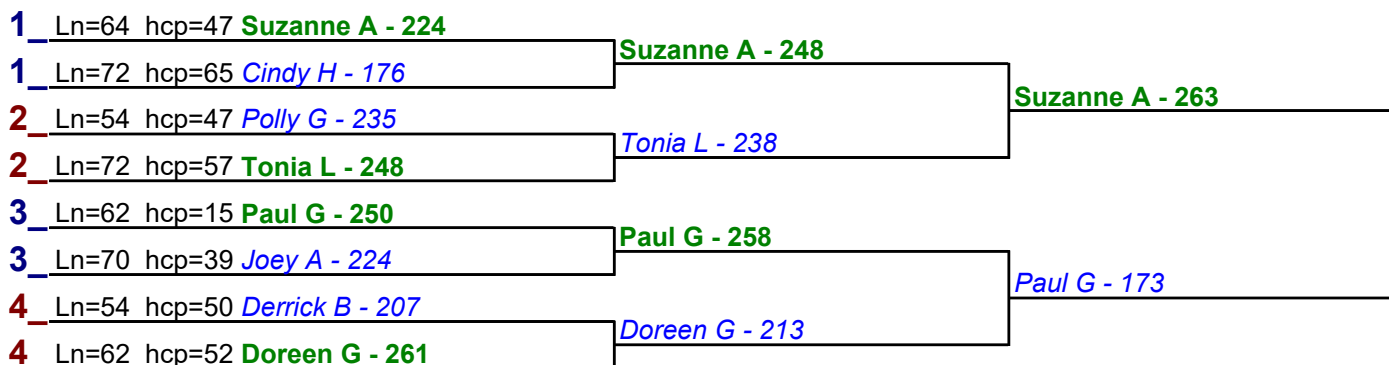 1_ Ln=64 hcp=47 Suzanne A - 224
Suzanne A - 248
1_ Ln=72 hcp=65 Cindy H - 176
Suzanne A - 263
2_ Ln=54 hcp=47 Polly G - 235
Tonia L - 238
2_ Ln=72 hcp=57 Tonia L - 248
3_ Ln=62 hcp=15 Paul G - 250
Paul G - 258
3_ Ln=70 hcp=39 Joey A - 224
Paul G - 173
4_ Ln=54 hcp=50 Derrick B - 207
Doreen G - 213
4 Ln=62 hcp=52 Doreen G - 261